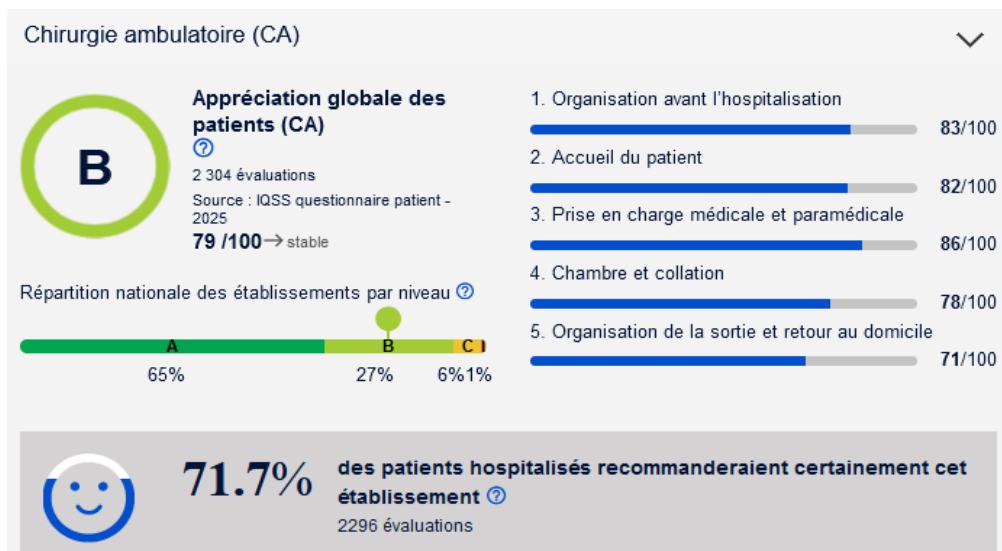 Chirurgie ambulatoire (CA)
B
Appréciation globale des
patients (CA)
?
2 304 évaluations
Source : IQSS questionnaire patient -
2025
79 /100→ stable
Répartition nationale des établissements par niveau ?
A B C
65% 27% 6%1%
1. Organisation avant l'hospitalisation
83/100
2. Accueil du patient
82/100
3. Prise en charge médicale et paramédicale
86/100
4. Chambre et collation
78/100
5. Organisation de la sortie et retour au domicile
71/100
71.7%
des patients hospitalisés recommanderaient certainement cet
établissement ?
2296 évaluations